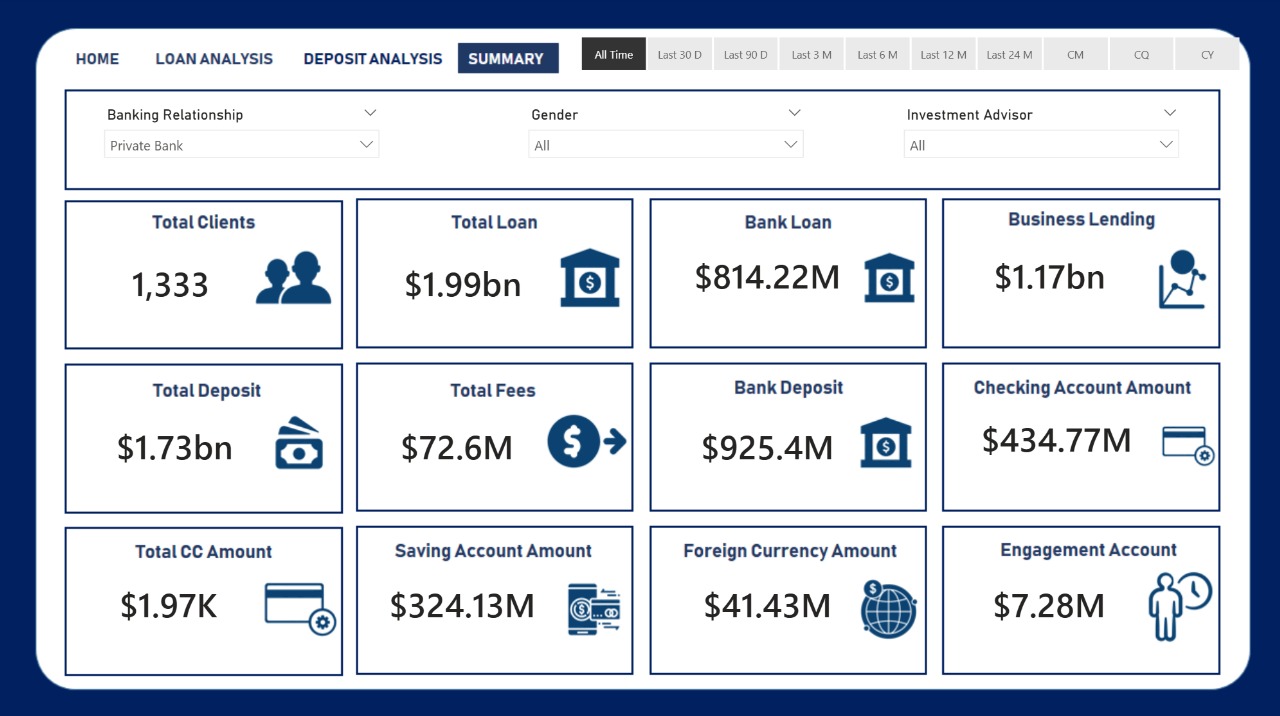 HOME LOAN ANALYSIS DEPOSIT ANALYSIS SUMMARY All Time Last 30 D Last 90 D Last 3 M Last 6 M Last 12 M Last 24 M CM CQ CY
Banking Relationship Gender Investment Advisor
Private Bank All All
Total Clients Total Loan Bank Loan Business Lending
1,333 $1.99bn $814.22M $1.17bn
Total Deposit Total Fees Bank Deposit Checking Account Amount
$1.73bn $72.6M $925.4M $434.77M
Total CC Amount Saving Account Amount Foreign Currency Amount Engagement Account
$1.97K $324.13M $41.43M $7.28M